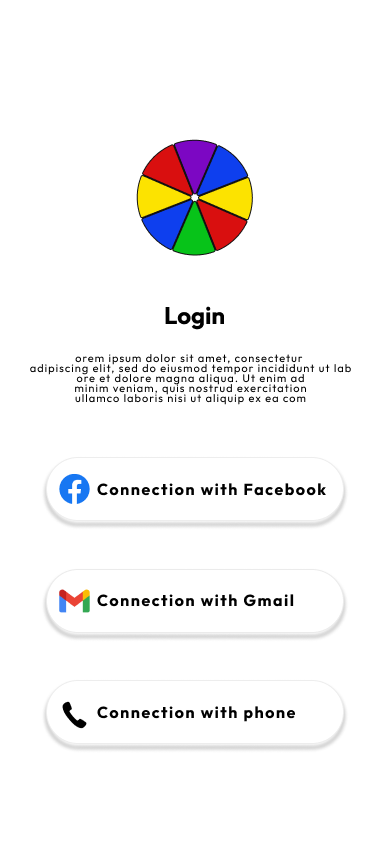 Login
orem ipsum dolor sit amet, consectetur
adipiscing elit, sed do eiusmod tempor incididunt ut lab
ore et dolore magna aliqua. Ut enim ad
minim veniam, quis nostrud exercitation
ullamco laboris nisi ut aliquip ex ea com
Connection with Facebook
Connection with Gmail
Connection with phone